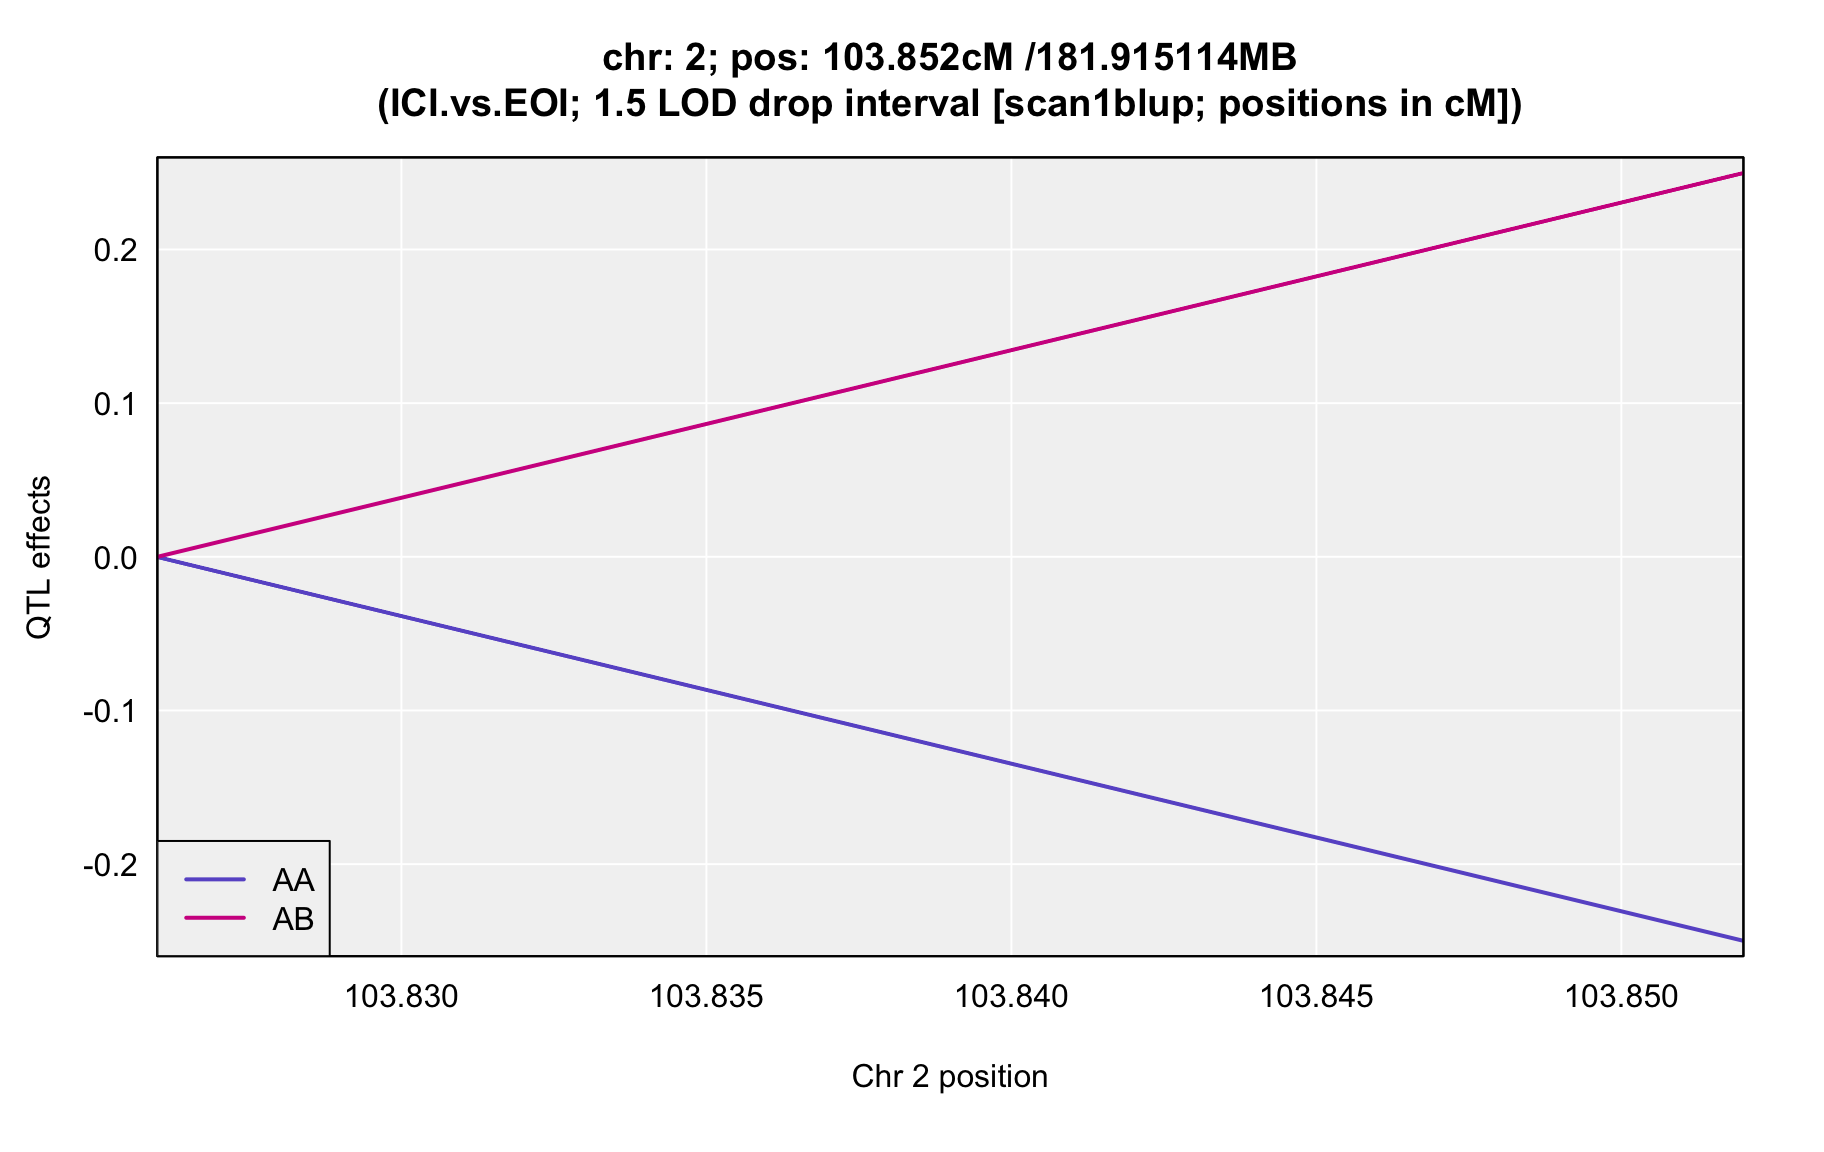 chr: 2; pos: 103.852cM /181.915114MB
(ICI.vs.EOI; 1.5 LOD drop interval [scan1blup; positions in cM])
QTL effects
0.2
0.1
0.0
-0.1
-0.2
AA
AB
103.830 103.835 103.840 103.845 103.850
Chr 2 position